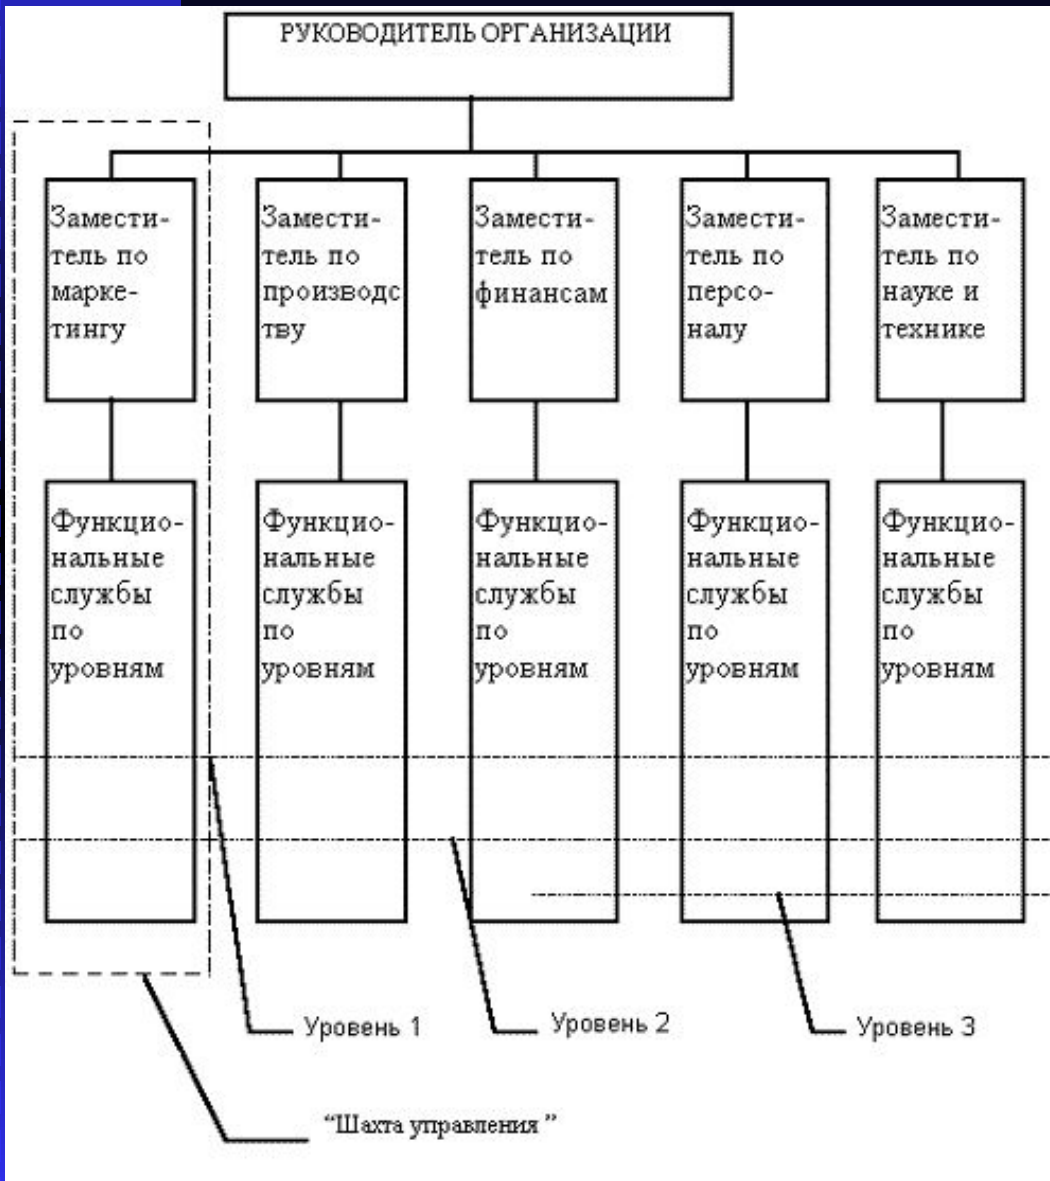 РУКОВОДИТЕЛЬ ОРГАНИЗАЦИИ
Замести-
тель по
марке-
тингу
Замести-
тель по
производс
тву
Замести-
тель по
финансам
Замести-
тель по
персо-
налу
Замести-
тель по
науке и
технике
Функцио-
нальные
службы
по
уровням
Функцио-
нальные
службы
по
уровням
Функцио-
нальные
службы
по
уровням
Функцио-
нальные
службы
по
уровням
Функцио-
нальные
службы
по
уровням
Уровень 1
Уровень 2
Уровень 3
“Шахта управления ”